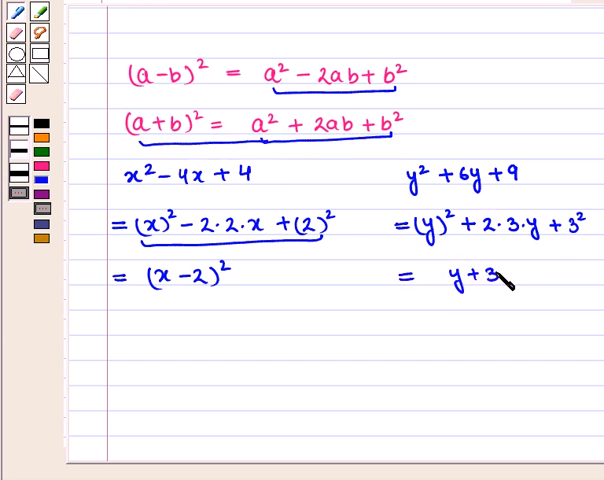 (a-b)² = a² - 2ab + b²
(a+b)² = a² + 2ab + b²
x² - 4x + 4 y² + 6y + 9
= (x)² - 2·2·x + (2)² = (y)² + 2·3·y + 3²
= (x-2)² = y+3